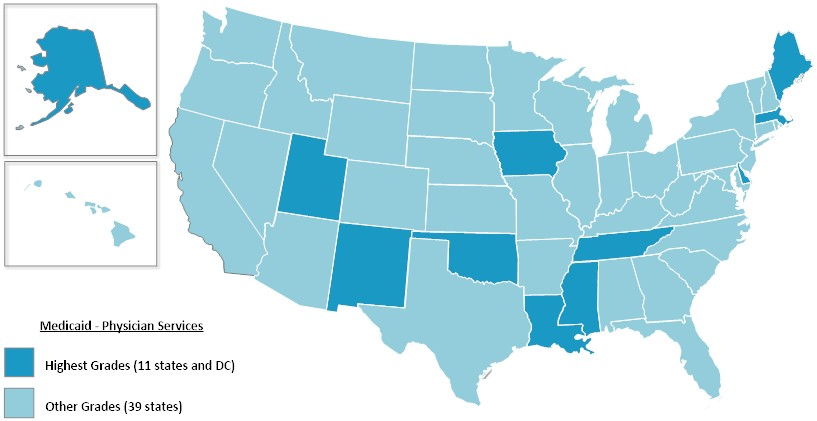 Medicaid - Physician Services
Highest Grades (11 states and DC)
Other Grades (39 states)